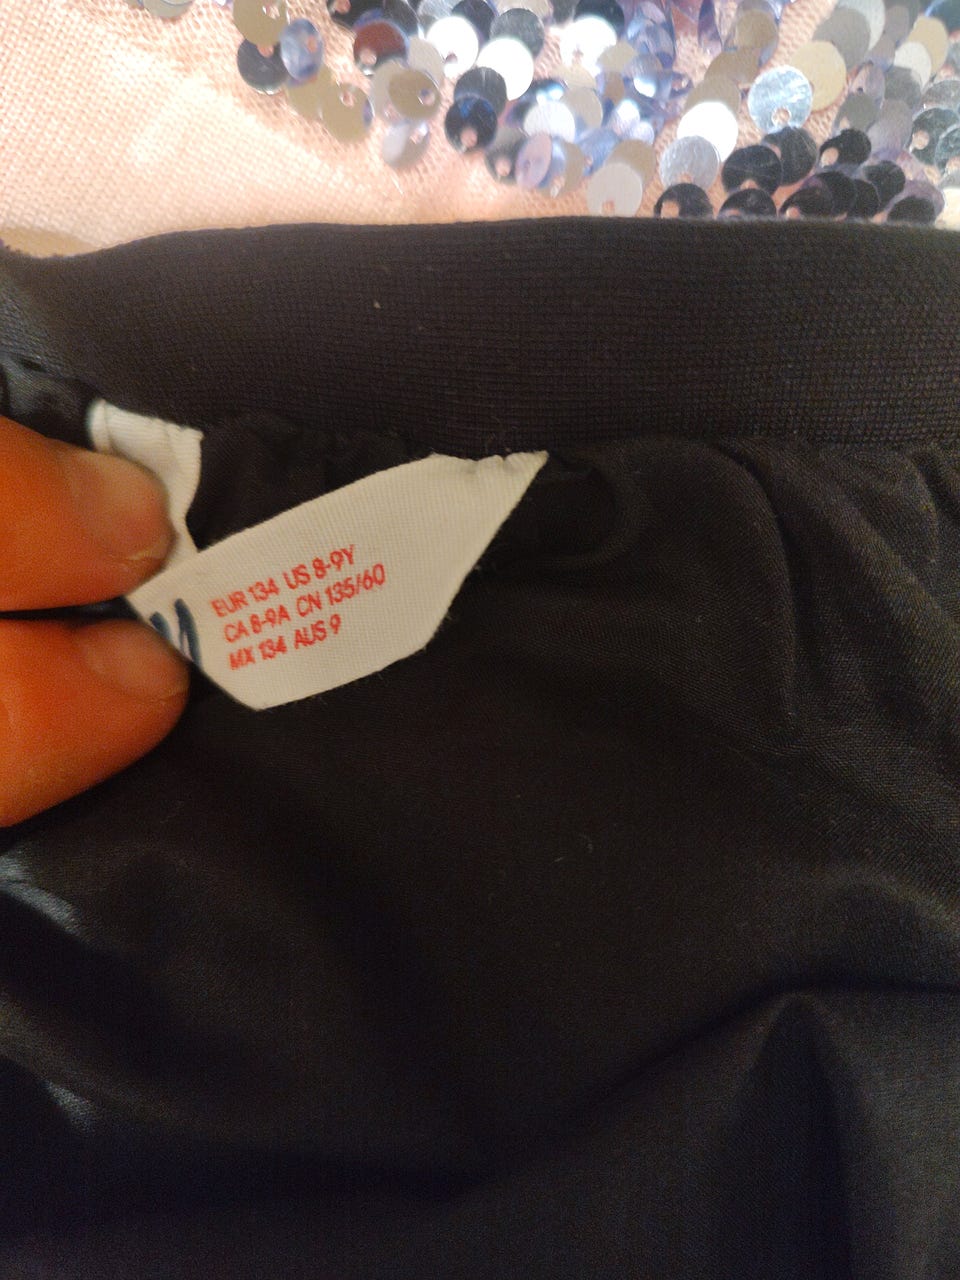 EUR 134 US 8-9Y
CA 8-9A CN 135/60
MX 134 AUS 9